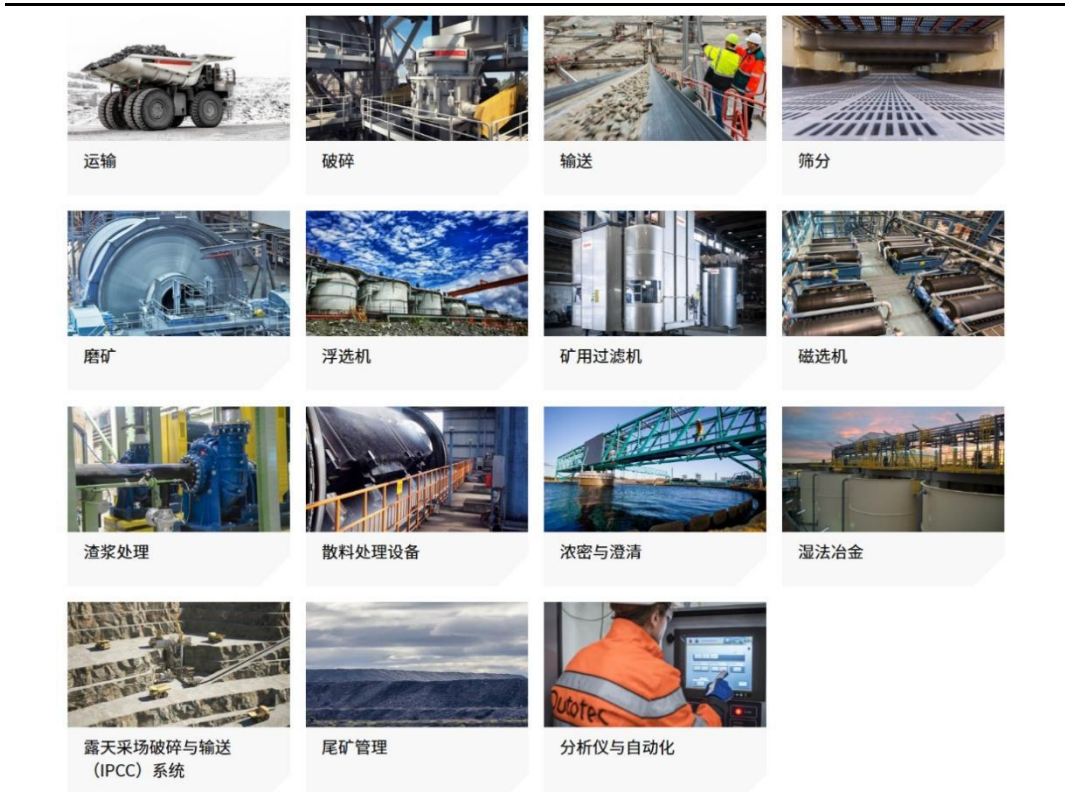 运输
破碎
输送
筛分
磨矿
浮选机
矿用过滤机
磁选机
渣浆处理
散料处理设备
浓密与澄清
湿法冶金
露天采场破碎与输送
（IPCC）系统
尾矿管理
Outotec
分析仪与自动化